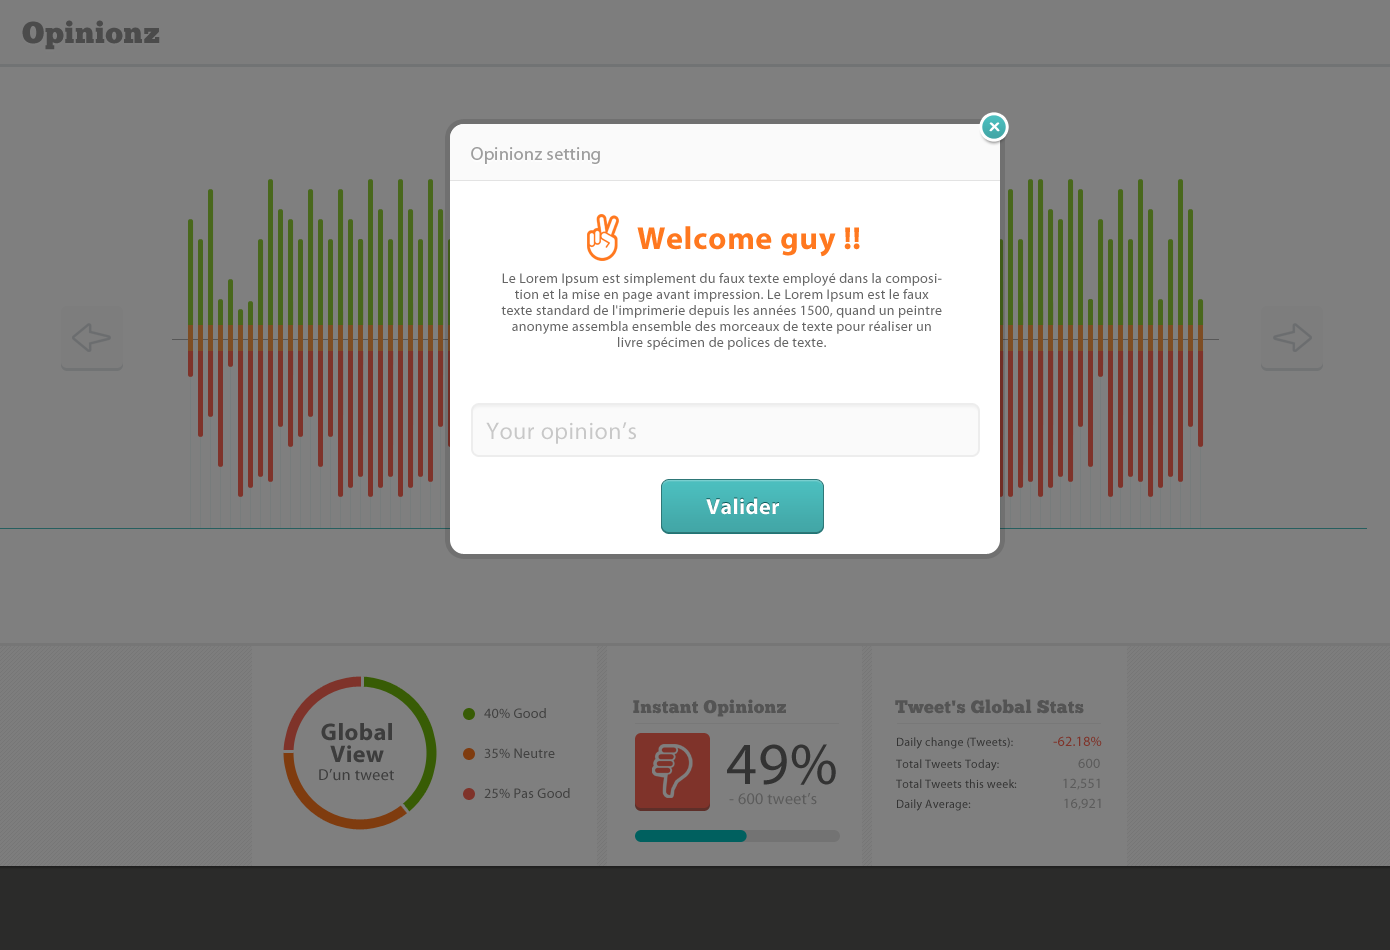 Opinionz
Opinionz setting
Welcome guy !!
Le Lorem Ipsum est simplement du faux texte employé dans la composi-
tion et la mise en page avant impression. Le Lorem Ipsum est le faux
texte standard de l'imprimerie depuis les années 1500, quand un peintre
anonyme assembla ensemble des morceaux de texte pour réaliser un
livre spécimen de polices de texte.
Your opinion’s
Valider
Global
View
D’un tweet
40% Good
35% Neutre
25% Pas Good
Instant Opinionz
49%
- 600 tweet’s
Tweet's Global Stats
Daily change (Tweets): -62.18%
Total Tweets Today: 600
Total Tweets this week: 12,551
Daily Average: 16,921